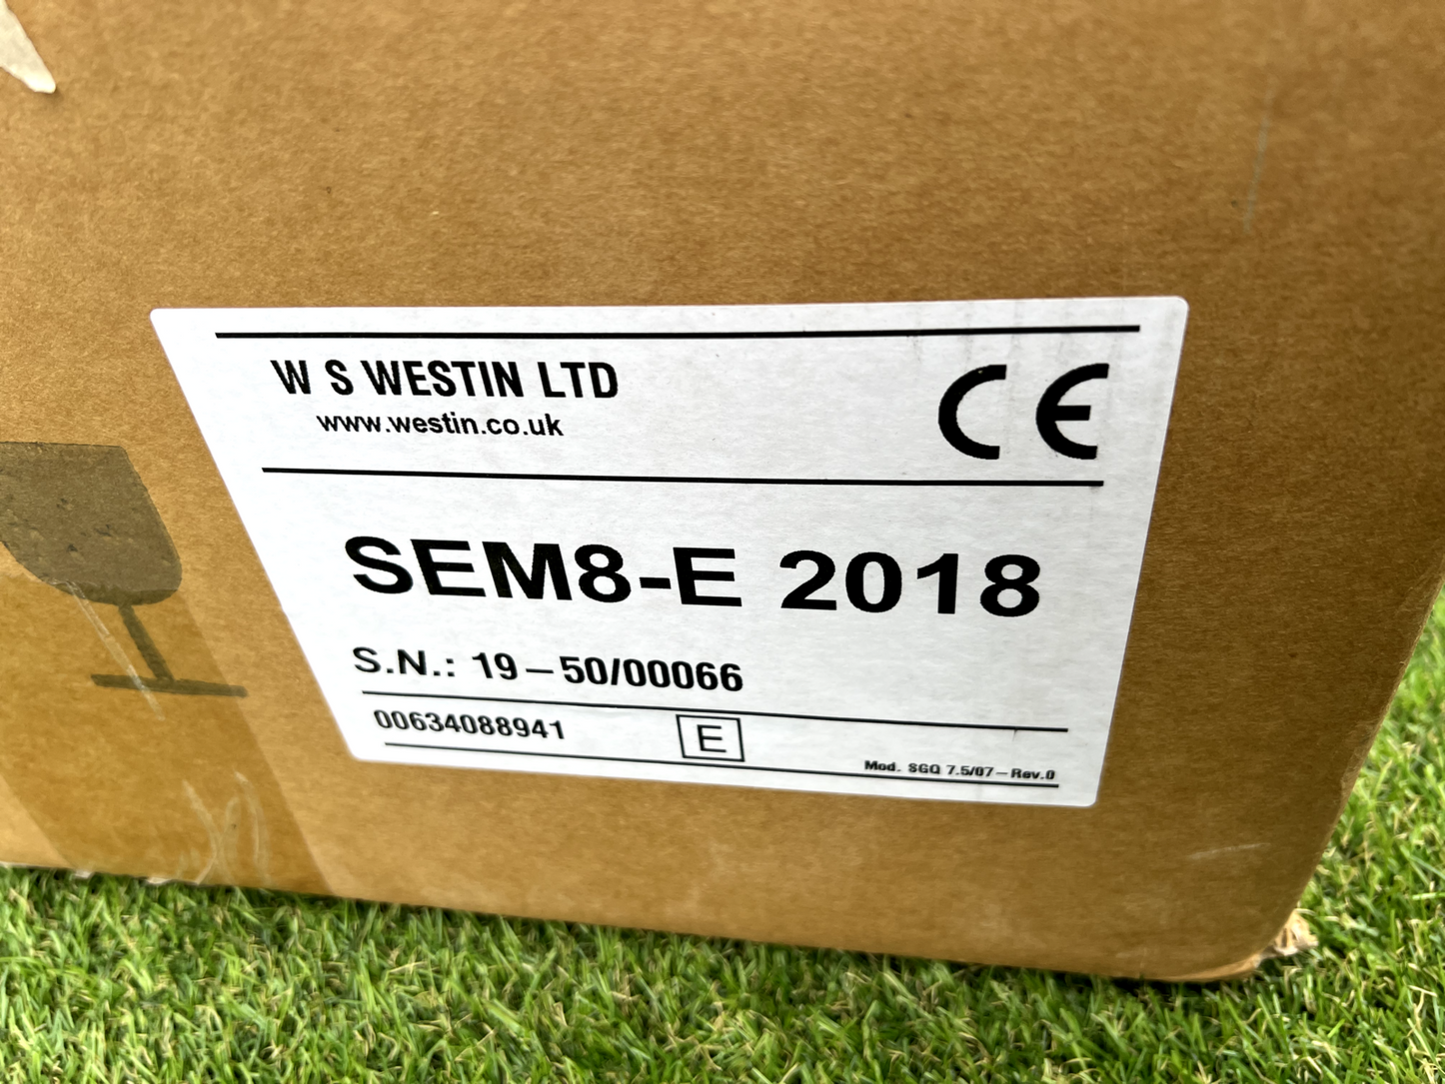 W S WESTIN LTD
www.westin.co.uk
CE
SEM8-E 2018
S.N.: 19–50/00066
00634088941
E
Mod. SGQ 7.5/07–Rev.0